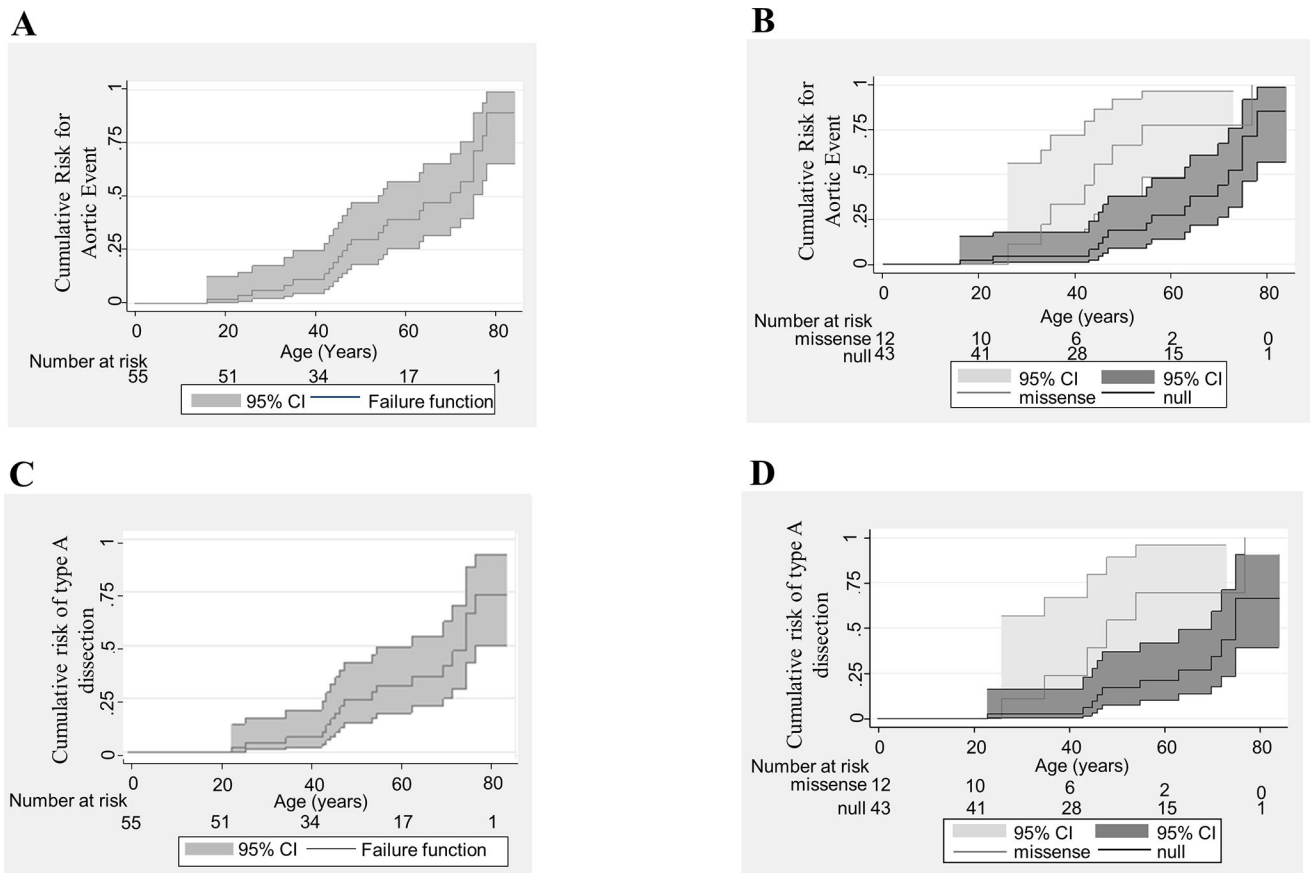 A
Cumulative Risk for
Aortic Event
1
.75
.5
.25
0
0 20 40 60 80
Age (Years)
Number at risk
55 51 34 17 1
95% CI Failure function
B
Cumulative Risk for
Aortic Event
1
.75
.5
.25
0
0 20 40 60 80
Age (years)
Number at risk
missense 12 10 6 2 0
null 43 41 28 15 1
95% CI 95% CI
missense null
C
Cumulative risk of type A
dissection
1
.75
.5
.25
0
0 20 40 60 80
Age (years)
Number at risk
55 51 34 17 1
95% CI Failure function
D
Cumulative risk of type A
dissection
1
.75
.5
.25
0
0 20 40 60 80
Age (years)
Number at risk
missense 12 10 6 2 0
null 43 41 28 15 1
95% CI 95% CI
missense null